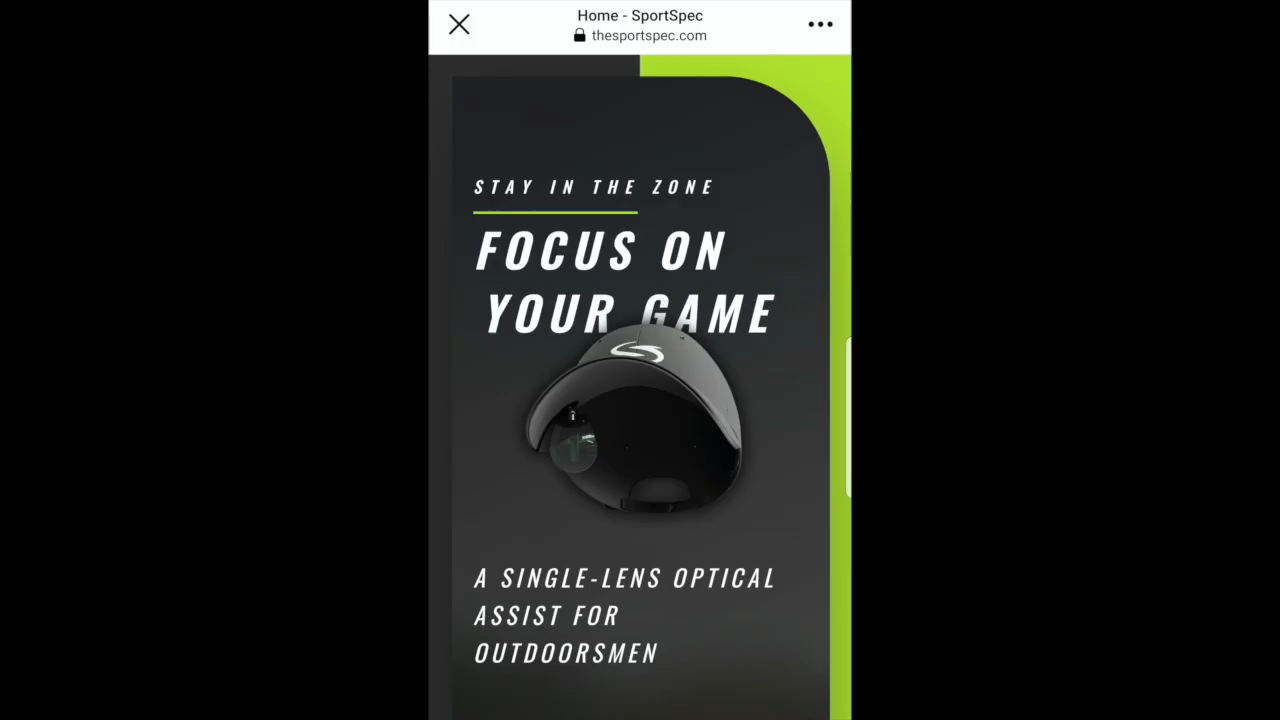 Home - SportSpec
thesportspec.com
STAY IN THE ZONE
FOCUS ON
YOUR GAME
A SINGLE-LENS OPTICAL
ASSIST FOR
OUTDOORSMEN